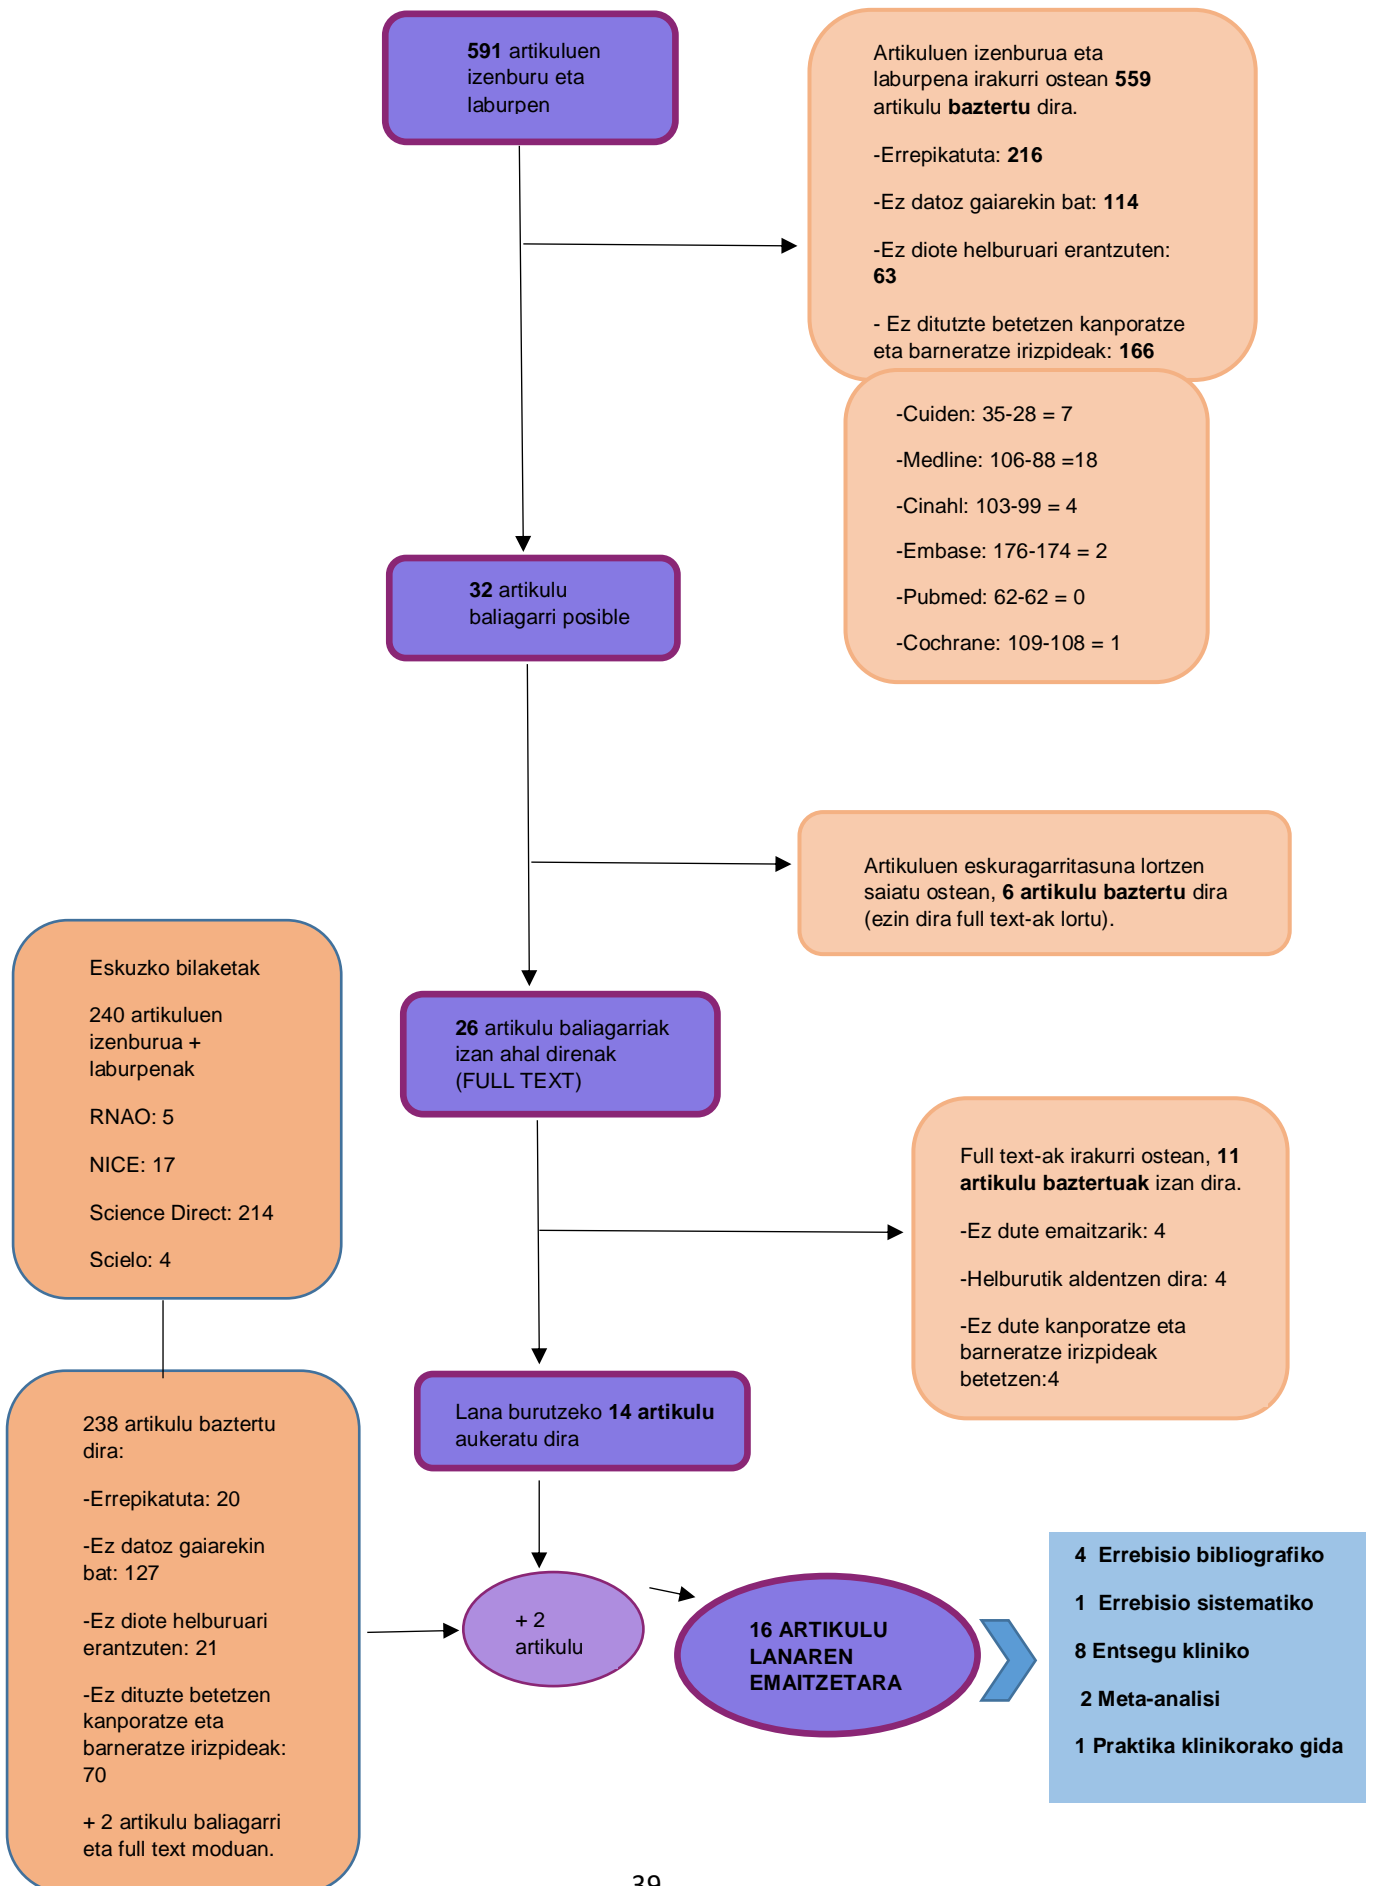 591 artikuluen
izenburu eta
laburpen
Artikuluen izenburua eta
laburpena irakurri ostean 559
artikulu baztertu dira.
-Errepikatuta: 216
-Ez datoz gaiarekin bat: 114
-Ez diote helburuari erantzuten:
63
- Ez ditutzte betetzen kanporatze
eta barneratze irizpideak: 166
-Cuiden: 35-28 = 7
-Medline: 106-88 =18
-Cinahl: 103-99 = 4
-Embase: 176-174 = 2
-Pubmed: 62-62 = 0
-Cochrane: 109-108 = 1
32 artikulu
baliagarri posible
Artikuluen eskuragarritasuna lortzen
saiatu ostean, 6 artikulu baztertu dira
(ezin dira full text-ak lortu).
Eskuzko bilaketak
240 artikuluen
izenburua +
laburpenak
RNAO: 5
NICE: 17
Science Direct: 214
Scielo: 4
26 artikulu baliagarriak
izan ahal direnak
(FULL TEXT)
Full text-ak irakurri ostean, 11
artikulu baztertuak izan dira.
-Ez dute emaitzarik: 4
-Helburutik aldentzen dira: 4
-Ez dute kanporatze eta
barneratze irizpideak
betetzen:4
Lana burutzeko 14 artikulu
aukeratu dira
238 artikulu baztertu
dira:
-Errepikatuta: 20
-Ez datoz gaiarekin
bat: 127
-Ez diote helburuari
erantzuten: 21
-Ez dituzte betetzen
kanporatze eta
barneratze irizpideak:
70
+ 2 artikulu baliagarri
eta full text moduan.
+ 2
artikulu
16 ARTIKULU
LANAREN
EMAITZETARA
4 Errebisio bibliografiko
1 Errebisio sistematiko
8 Entsegu kliniko
2 Meta-analisi
1 Praktika klinikorako gida
39